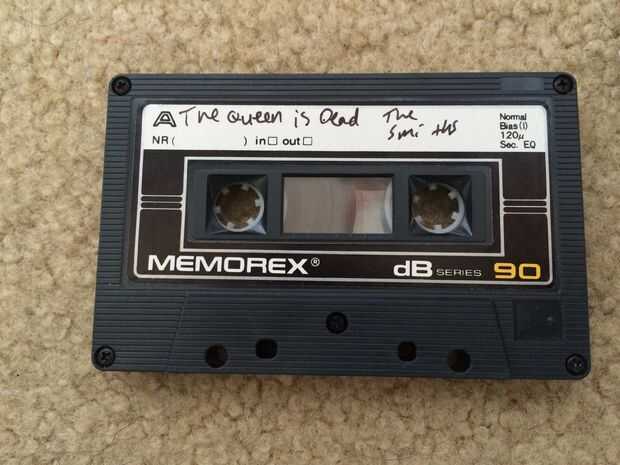 A The Queen is Dead The Smiths
NR ( ) in☐ out☐
Normal
Bias (I)
120µ
Sec. EQ
MEMOREX®
dB SERIES 90